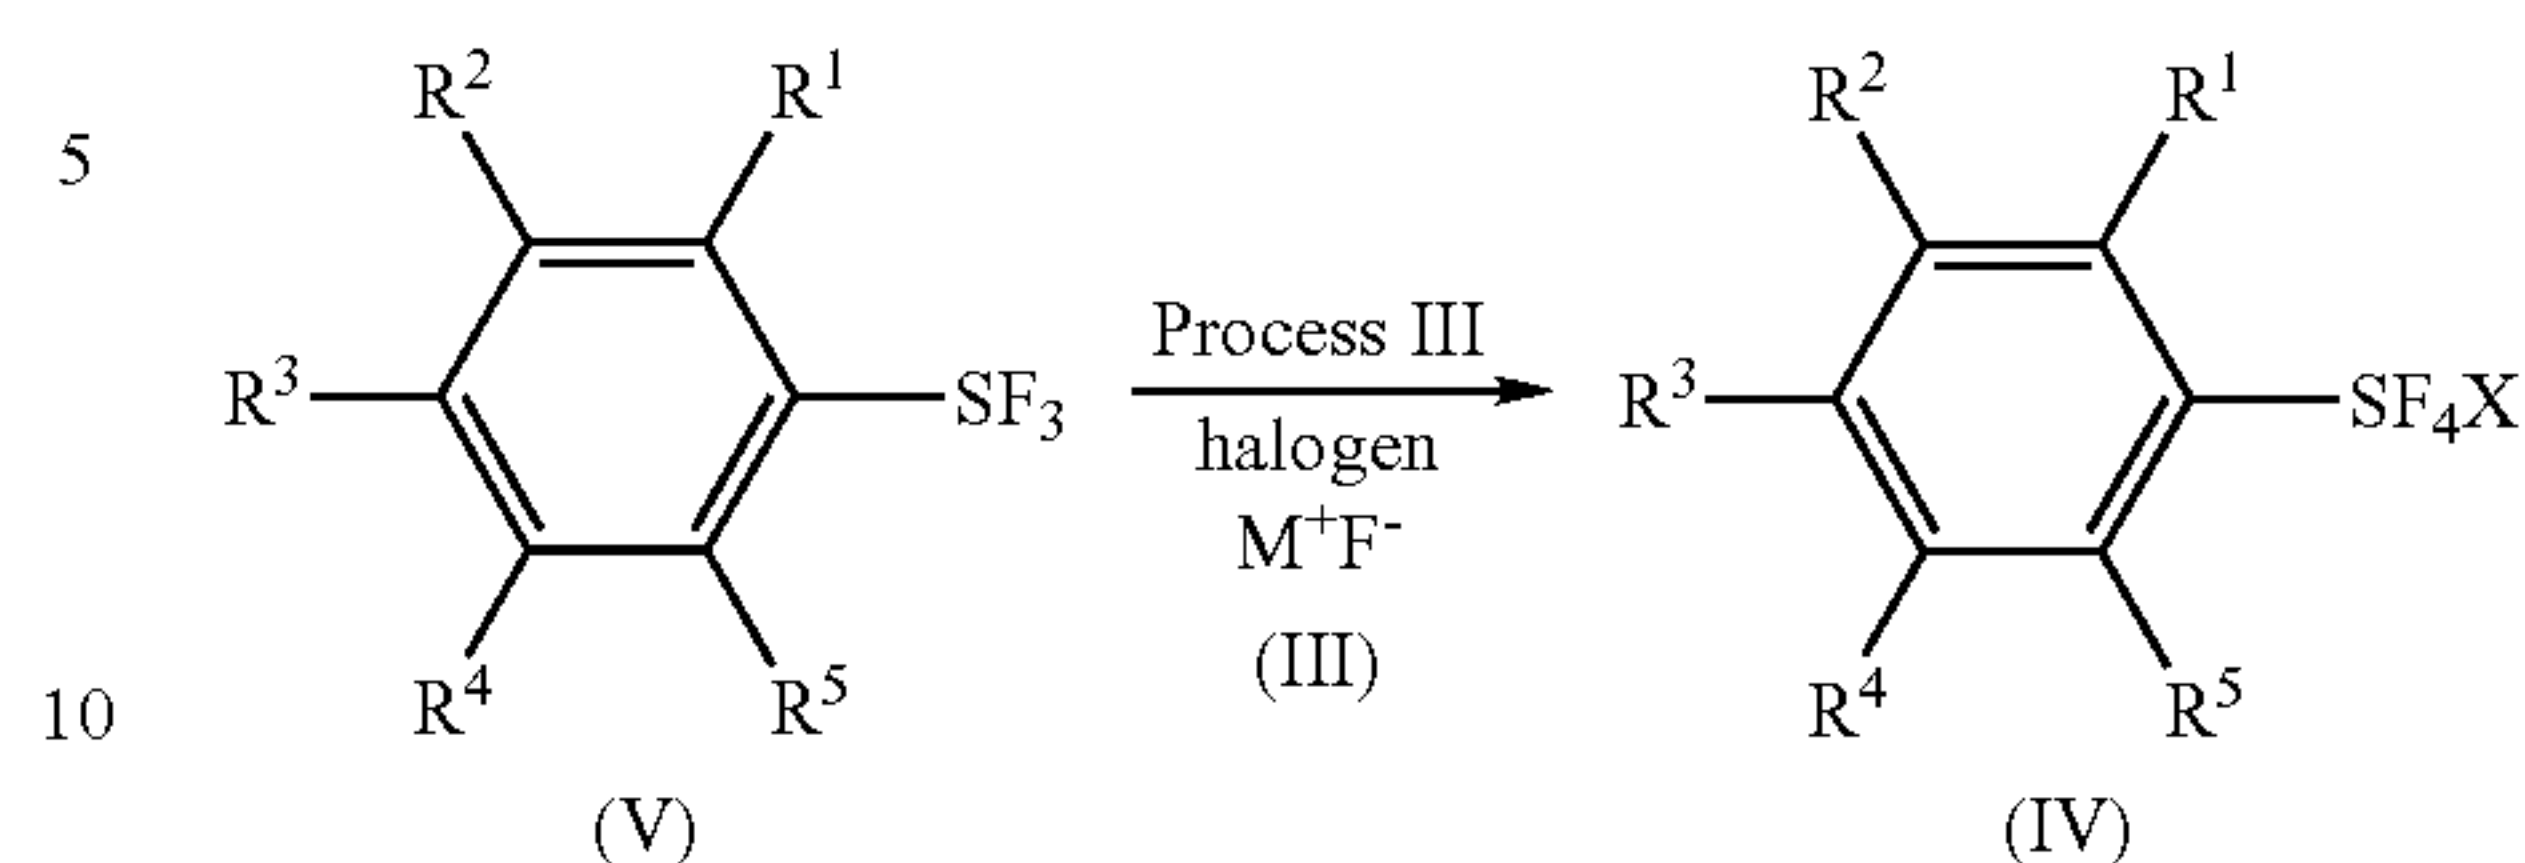 R² R¹ R² R¹
5
Process III
R³ SF₃ R³ SF₄X
halogen
M⁺F⁻
(III)
R⁴ R⁵ R⁴ R⁵
10
(V) (IV)